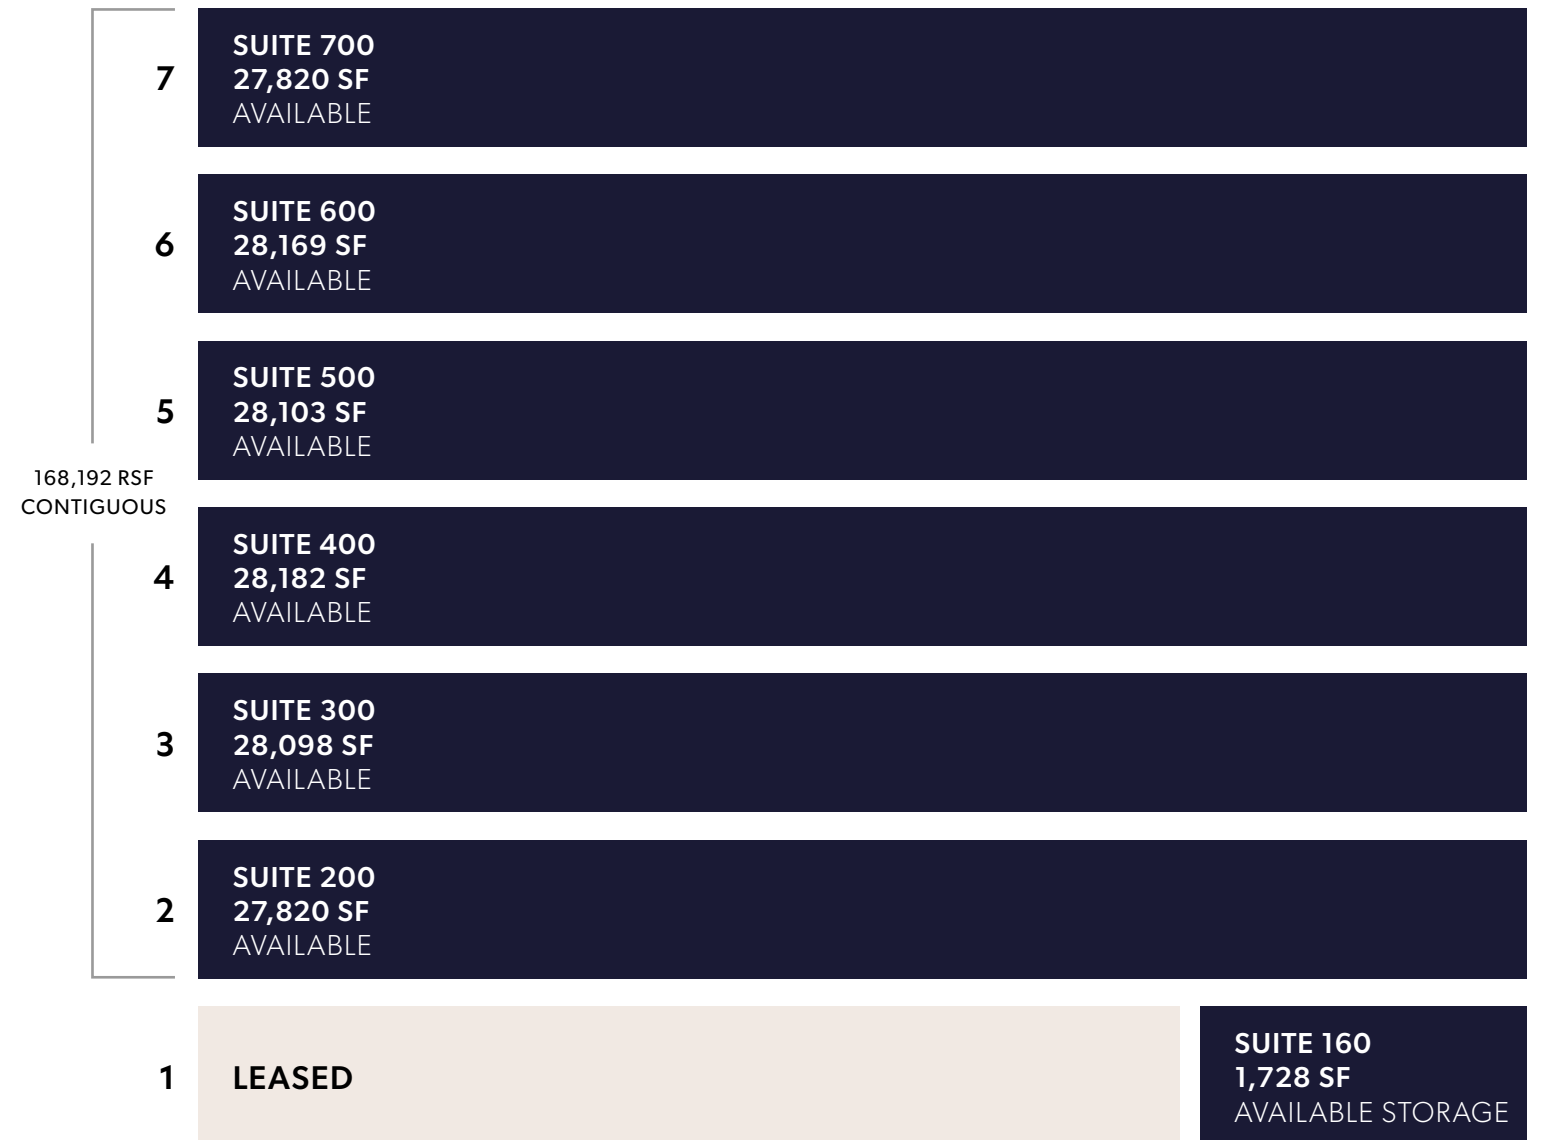 7
SUITE 700
27,820 SF
AVAILABLE
6
SUITE 600
28,169 SF
AVAILABLE
5
SUITE 500
28,103 SF
AVAILABLE
168,192 RSF
CONTIGUOUS
4
SUITE 400
28,182 SF
AVAILABLE
3
SUITE 300
28,098 SF
AVAILABLE
2
SUITE 200
27,820 SF
AVAILABLE
1
LEASED
SUITE 160
1,728 SF
AVAILABLE STORAGE